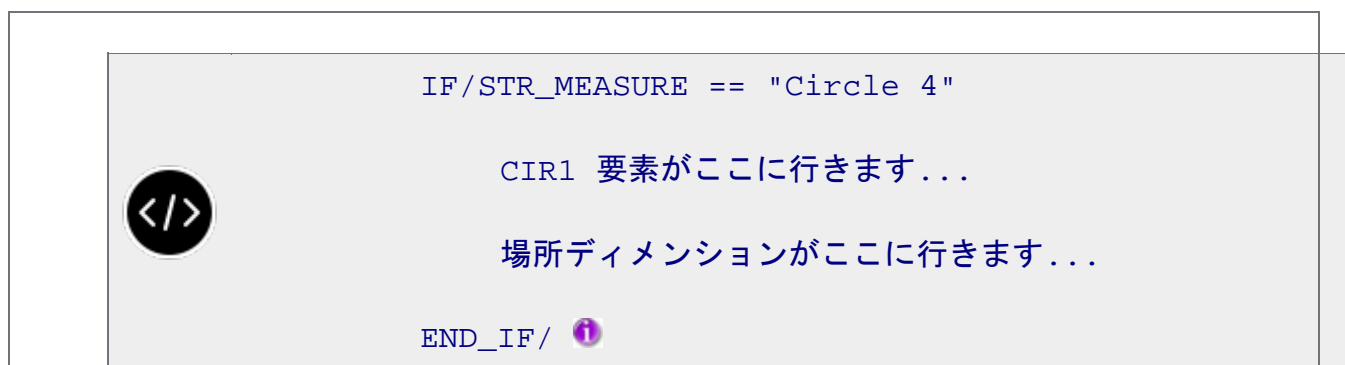 IF/STR_MEASURE == "Circle 4"
CIR1 要素がここに行きます...
</>
場所ディメンションがここに行きます...
END_IF/